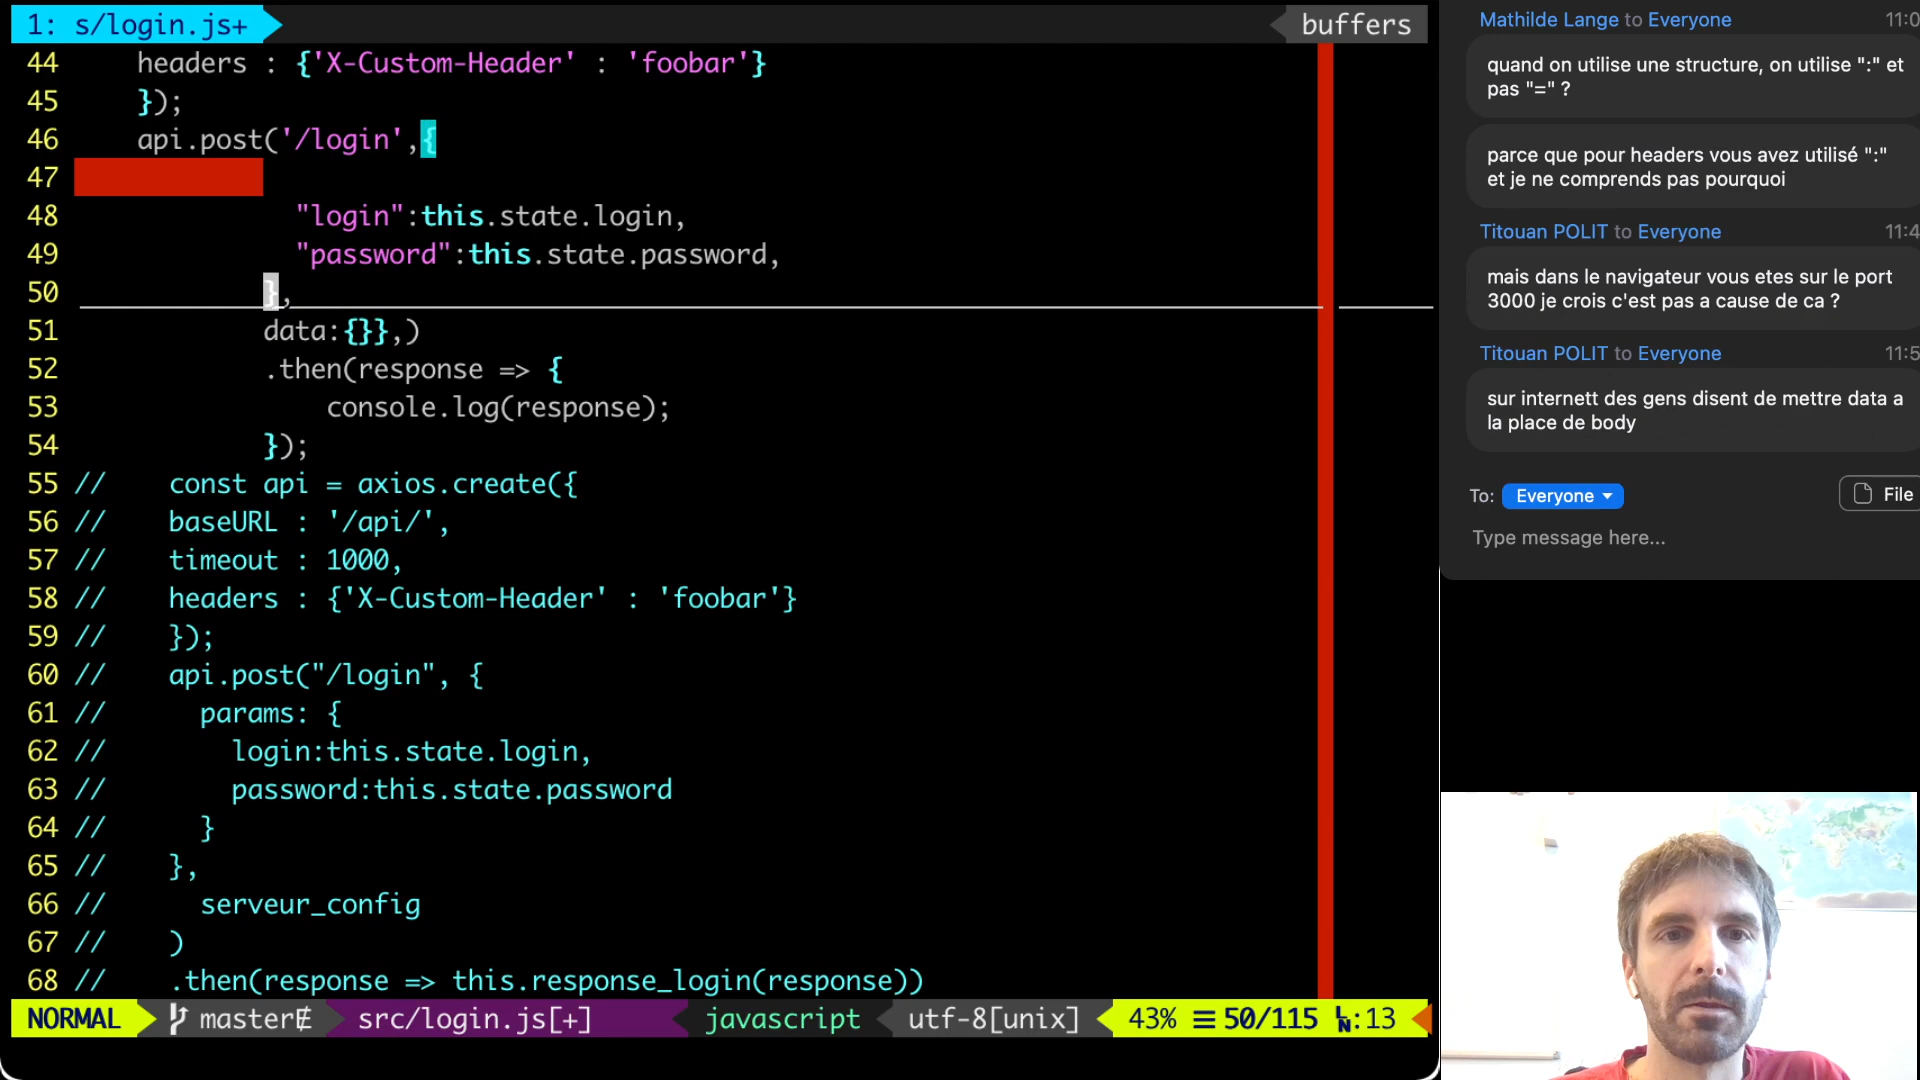 1: s/login.js+
buffers
44 headers : {'X-Custom-Header' : 'foobar'}
45 });
46 api.post('/login',{
47
48 "login":this.state.login,
49 "password":this.state.password,
50 },
51 data:{}},)
52 .then(response => {
53 console.log(response);
54 });
55 // const api = axios.create({
56 // baseURL : '/api/',
57 // timeout : 1000,
58 // headers : {'X-Custom-Header' : 'foobar'}
59 // });
60 // api.post("/login", {
61 // params: {
62 // login:this.state.login,
63 // password:this.state.password
64 // }
65 // },
66 // serveur_config
67 // )
68 // .then(response => this.response_login(response))
NORMAL master src/login.js[+] javascript utf-8[unix] 43% 50/115 :13
Mathilde Lange to Everyone 11:0
quand on utilise une structure, on utilise ":" et
pas "=" ?
parce que pour headers vous avez utilisé ":"
et je ne comprends pas pourquoi
Titouan POLIT to Everyone 11:4
mais dans le navigateur vous etes sur le port
3000 je crois c'est pas a cause de ca ?
Titouan POLIT to Everyone 11:5
sur internett des gens disent de mettre data a
la place de body
To: Everyone
File
Type message here...